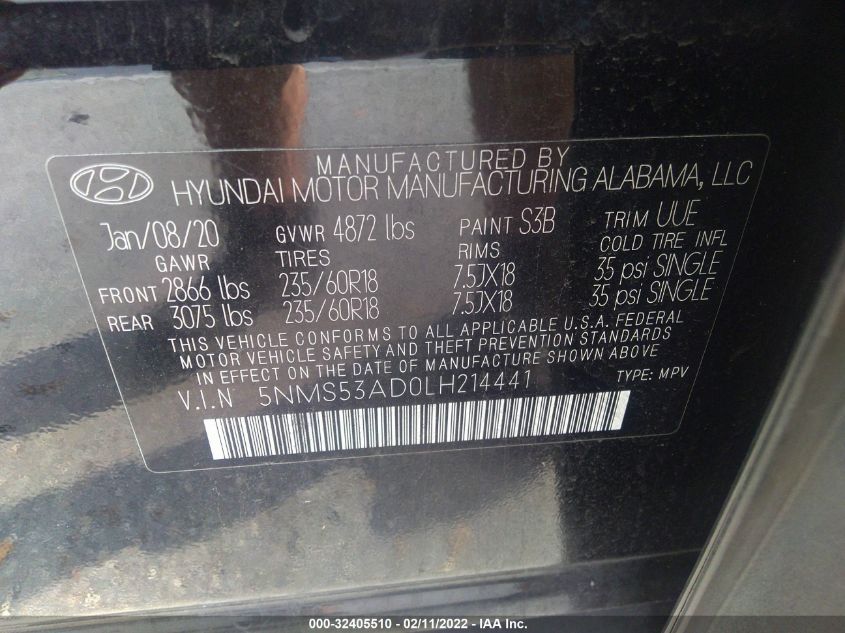 MANUFACTURED BY
HYUNDAI MOTOR MANUFACTURING ALABAMA, LLC
Jan/08/20 GVWR 4872 lbs PAINT S3B TRIM UUE
GAWR TIRES RIMS COLD TIRE INFL
FRONT 2866 lbs 235/60R18 7.5JX18 35 psi SINGLE
REAR 3075 lbs 235/60R18 7.5JX18 35 psi SINGLE
THIS VEHICLE CONFORMS TO ALL APPLICABLE U.S.A. FEDERAL
MOTOR VEHICLE SAFETY AND THEFT PREVENTION STANDARDS
IN EFFECT ON THE DATE OF MANUFACTURE SHOWN ABOVE
V.I.N 5NMS53AD0LH214441 TYPE: MPV
000-32405510 - 02/11/2022 - IAA Inc.